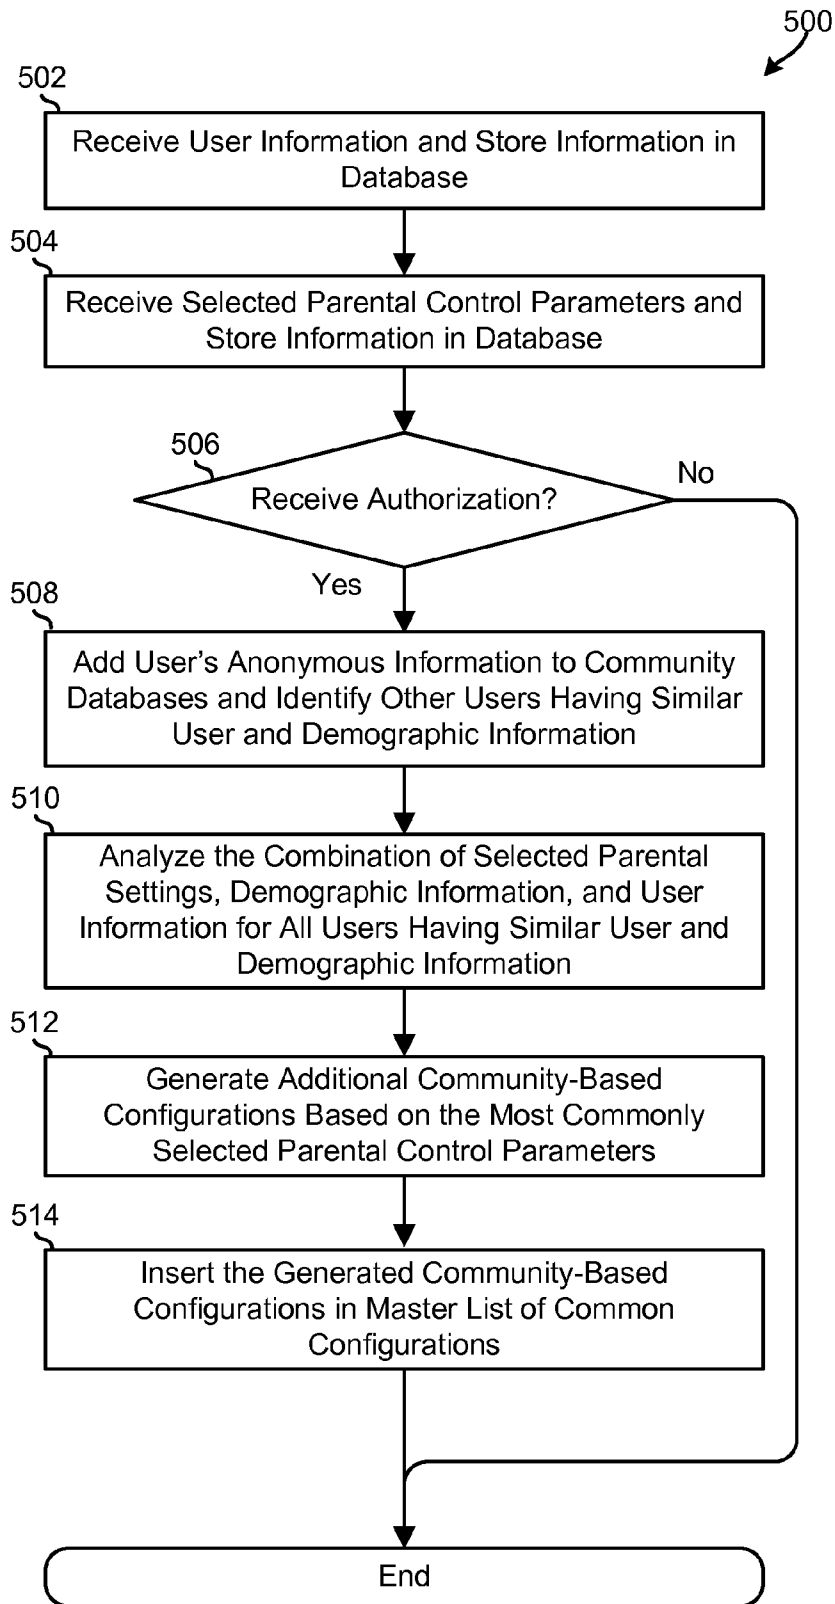 500
502
Receive User Information and Store Information in
Database
504
Receive Selected Parental Control Parameters and
Store Information in Database
506
Receive Authorization?
No
Yes
508
Add User's Anonymous Information to Community
Databases and Identify Other Users Having Similar
User and Demographic Information
510
Analyze the Combination of Selected Parental
Settings, Demographic Information, and User
Information for All Users Having Similar User and
Demographic Information
512
Generate Additional Community-Based
Configurations Based on the Most Commonly
Selected Parental Control Parameters
514
Insert the Generated Community-Based
Configurations in Master List of Common
Configurations
End